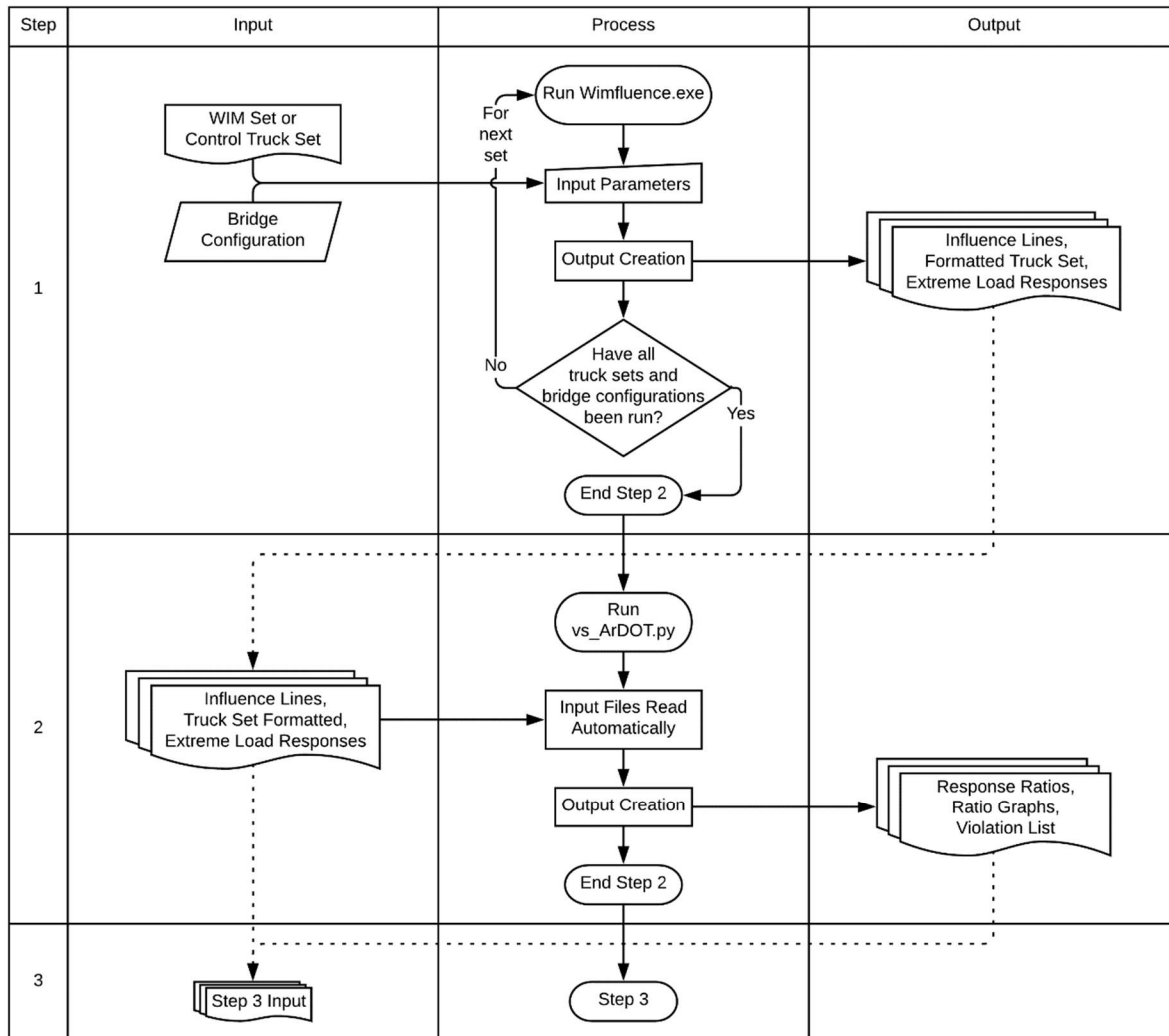 Step
Input
Process
Output
1
WIM Set or
Control Truck Set
Bridge
Configuration
Run Wimfluence.exe
For
next
set
Input Parameters
Output Creation
Influence Lines,
Formatted Truck Set,
Extreme Load Responses
Have all
truck sets and
bridge configurations
been run?
No
Yes
End Step 2
2
Run
vs_ArDOT.py
Influence Lines,
Truck Set Formatted,
Extreme Load Responses
Input Files Read
Automatically
Output Creation
Response Ratios,
Ratio Graphs,
Violation List
End Step 2
3
Step 3 Input
Step 3